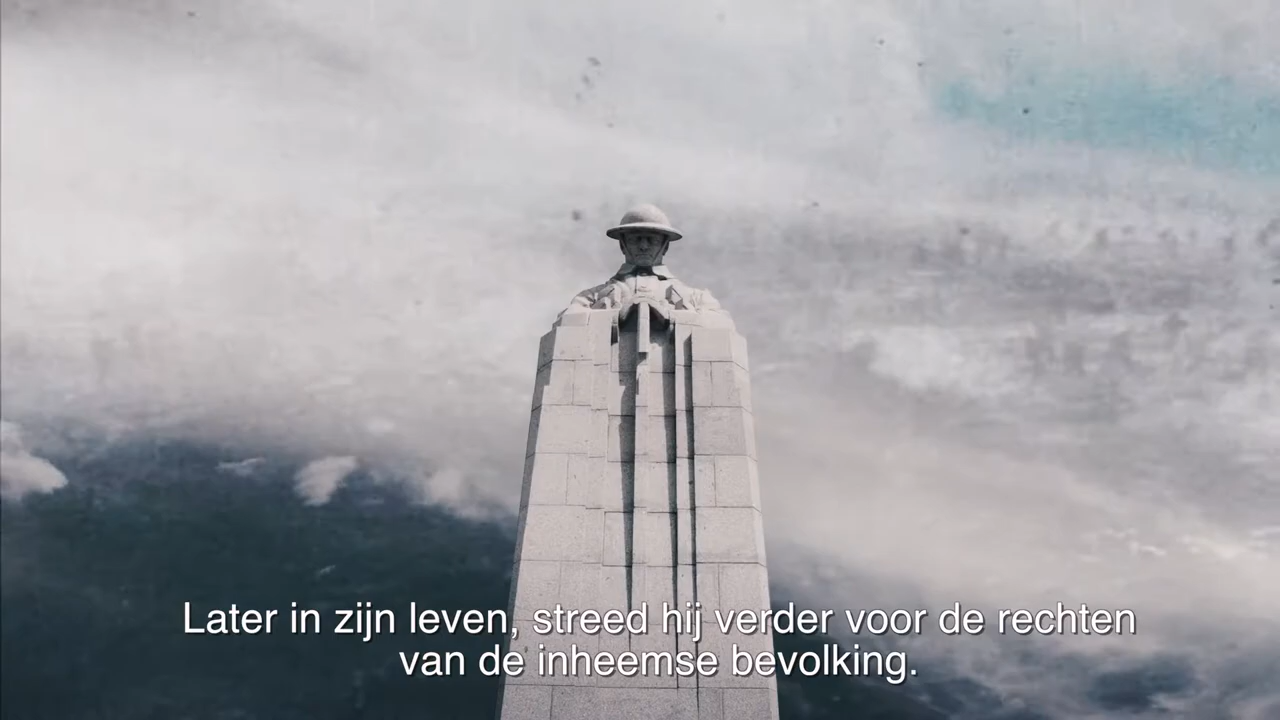 Later in zijn leven, streed hij verder voor de rechten
van de inheemse bevolking.